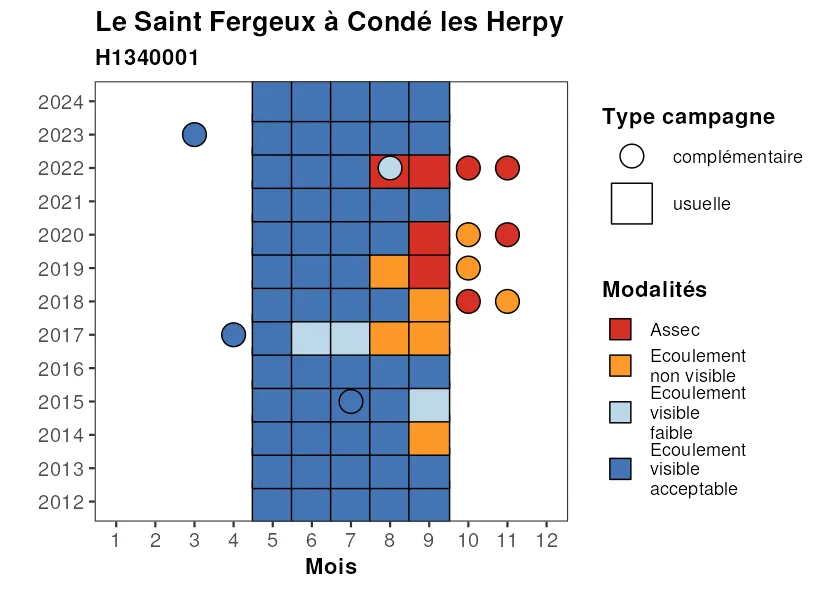 Le Saint Fergeux à Condé les Herpy
H1340001
2024
2023
2022
2021
2020
2019
2018
2017
2016
2015
2014
2013
2012
1 2 3 4 5 6 7 8 9 10 11 12
Mois
Type campagne
complémentaire
usuelle
Modalités
Assec
Ecoulement
non visible
Ecoulement
visible
faible
Ecoulement
visible
acceptable